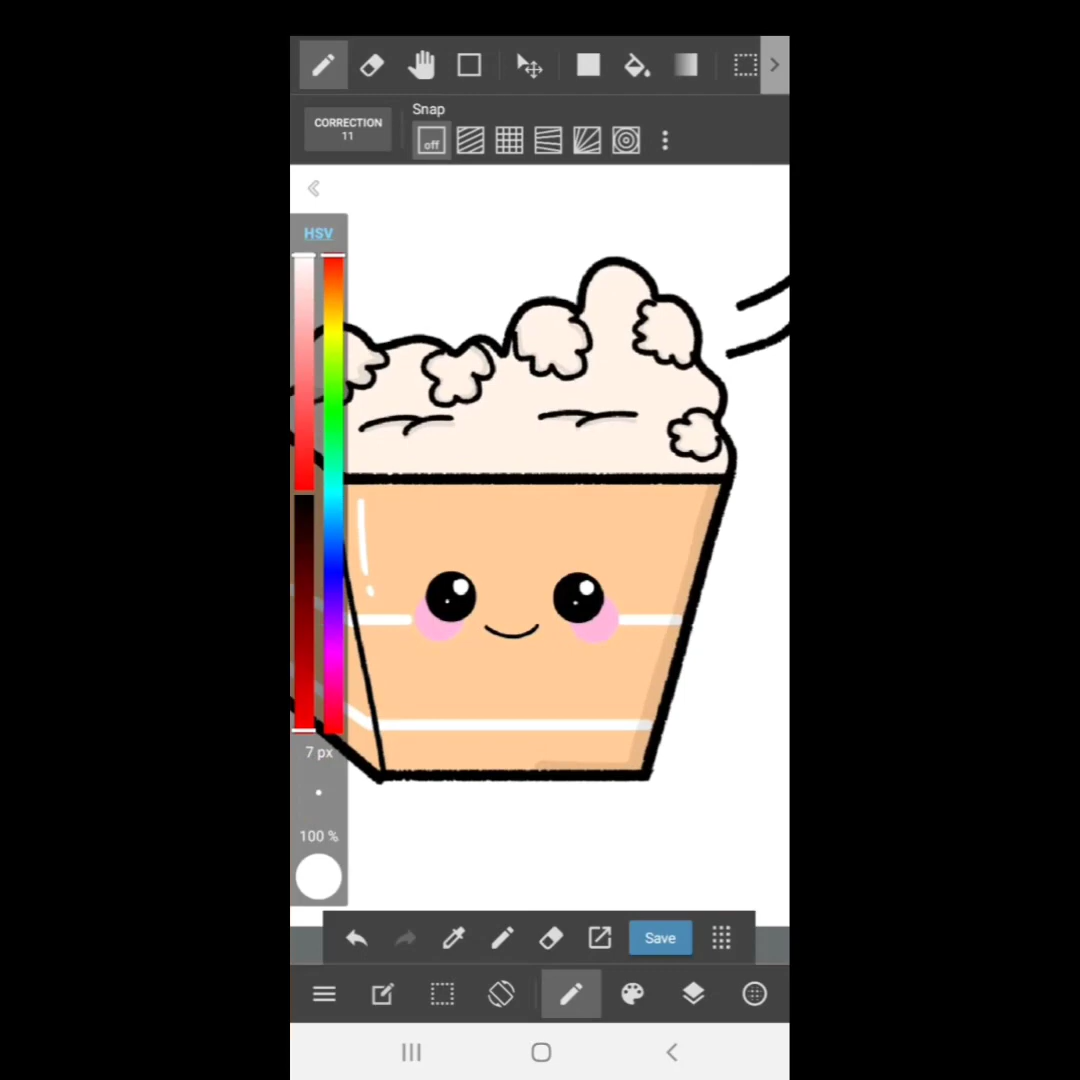 CORRECTION
11
Snap
off
HSV
7 px
100 %
Save